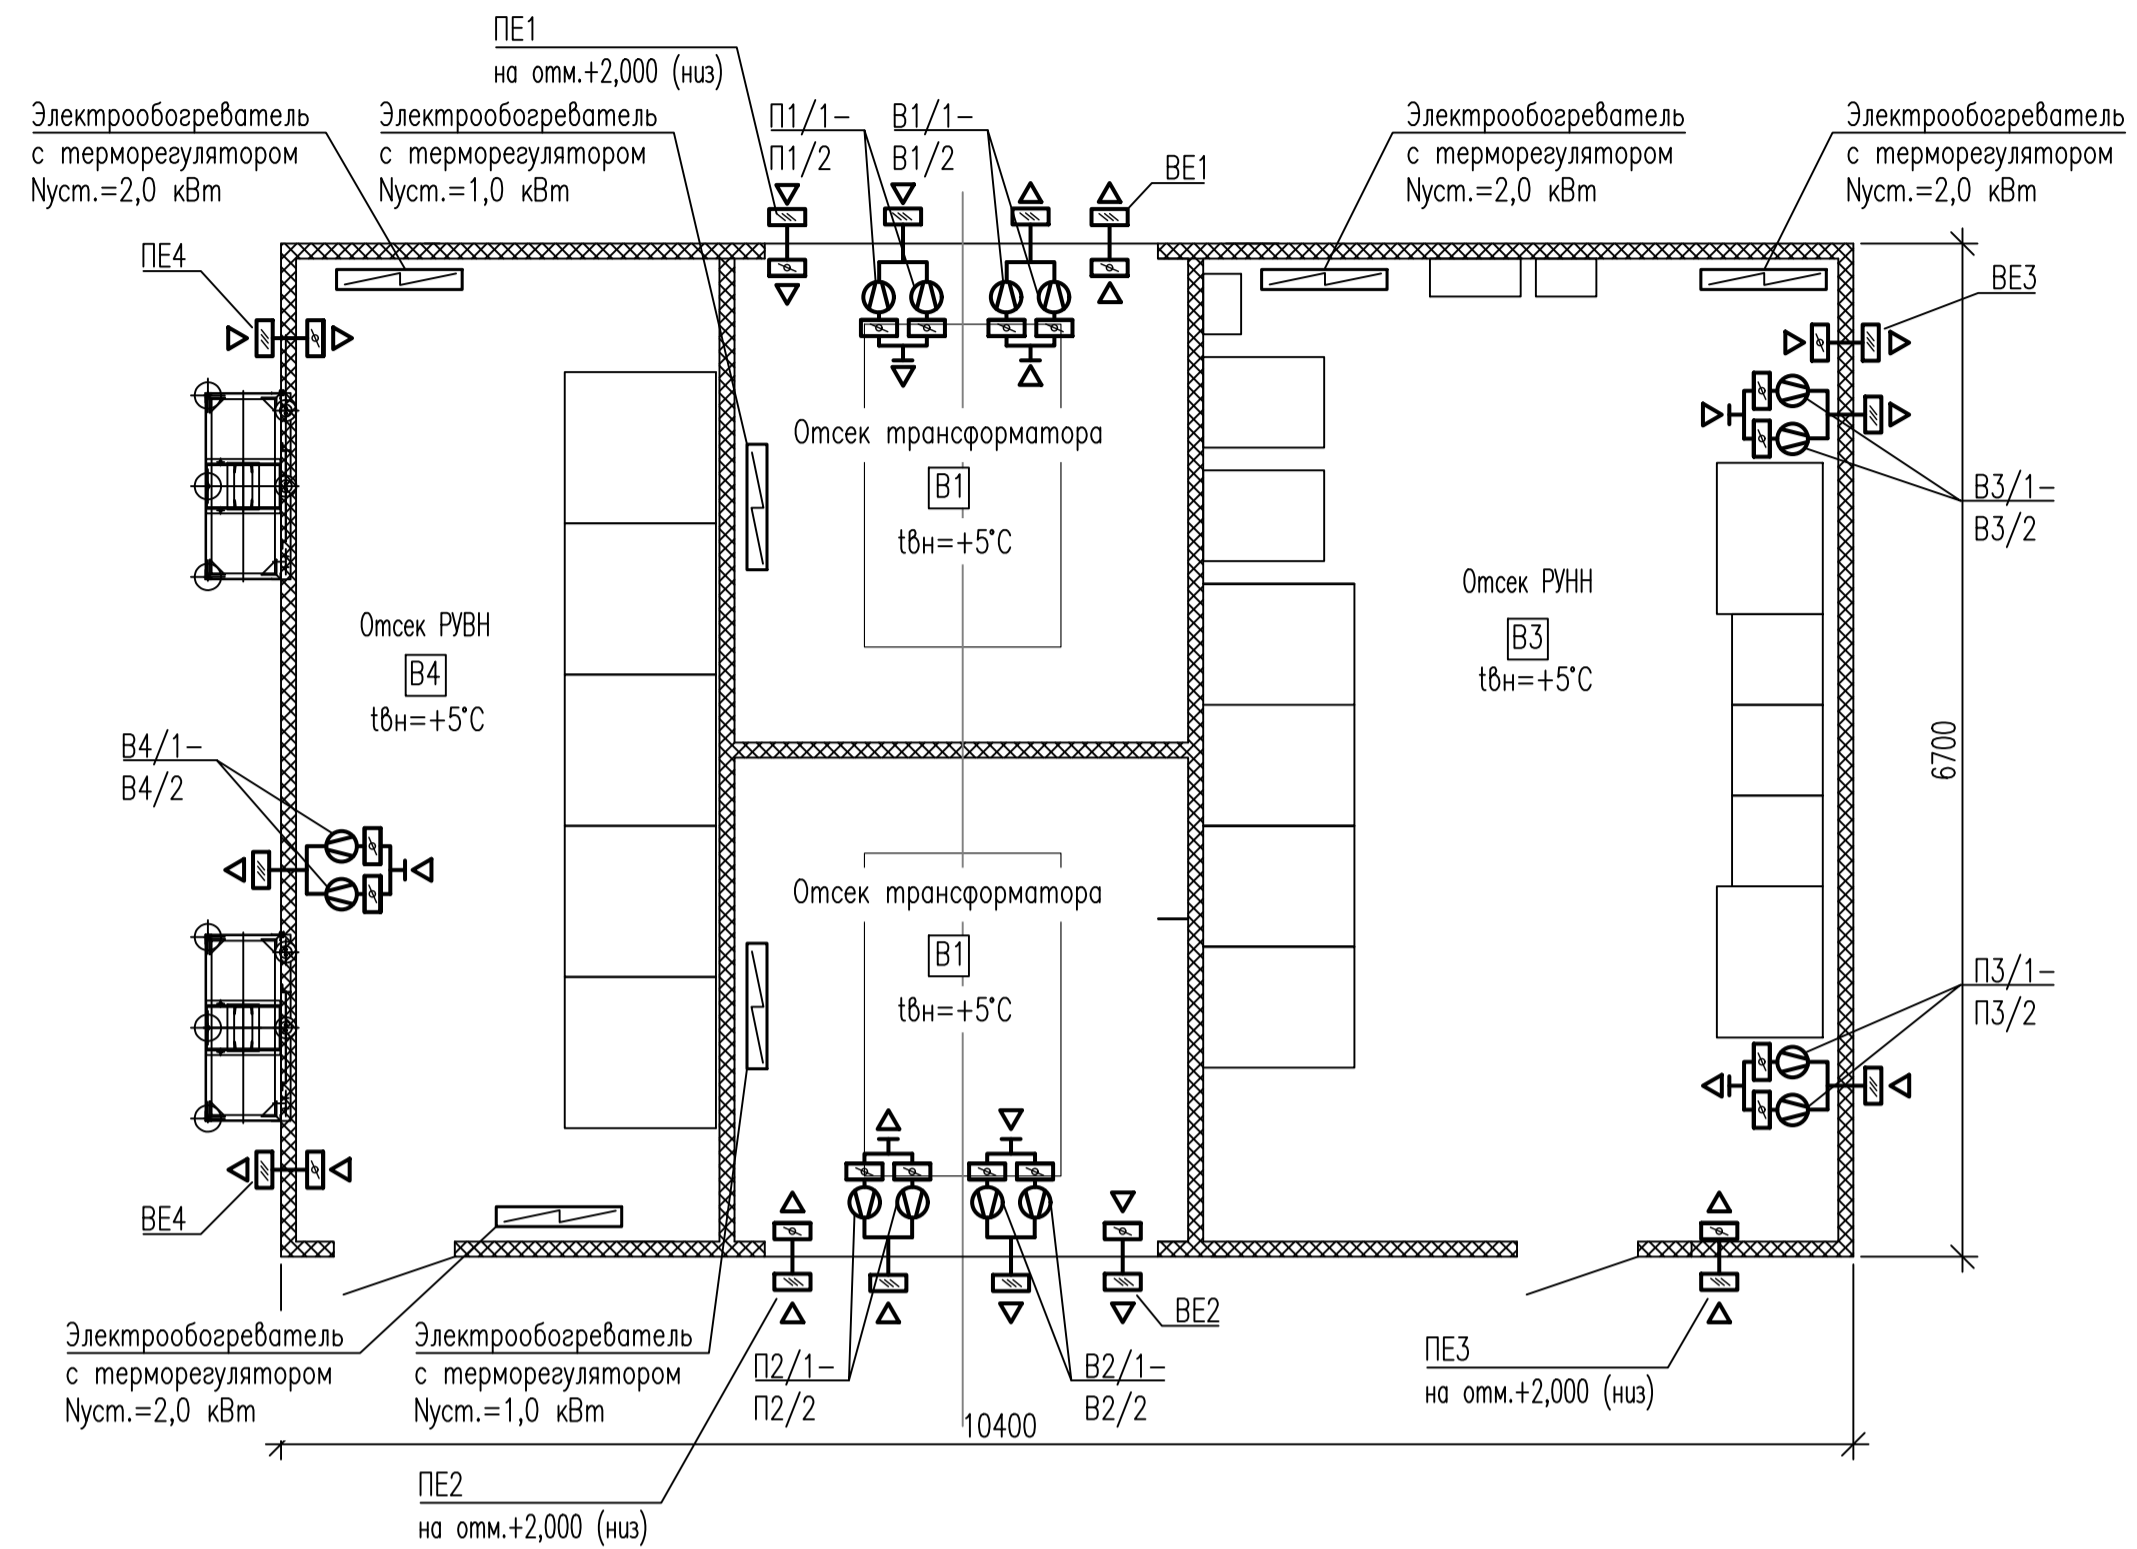 ПЕ1
на отм.+2,000 (низ)
Электрообогреватель
с терморегулятором
Nуст.=2,0 кВт
Электрообогреватель
с терморегулятором
Nуст.=1,0 кВт
П1/1-
П1/2
В1/1-
В1/2
ВЕ1
Электрообогреватель
с терморегулятором
Nуст.=2,0 кВт
Электрообогреватель
с терморегулятором
Nуст.=2,0 кВт
ПЕ4
ВЕ3
Отсек трансформатора
В1
tвн=+5°С
В3/1-
В3/2
Отсек РУВН
В4
tвн=+5°С
Отсек РУНН
В3
tвн=+5°С
6700
В4/1-
В4/2
Отсек трансформатора
В1
tвн=+5°С
П3/1-
П3/2
ВЕ4
ВЕ2
Электрообогреватель
с терморегулятором
Nуст.=2,0 кВт
Электрообогреватель
с терморегулятором
Nуст.=1,0 кВт
П2/1-
П2/2
В2/1-
В2/2
ПЕ3
на отм.+2,000 (низ)
10400
ПЕ2
на отм.+2,000 (низ)